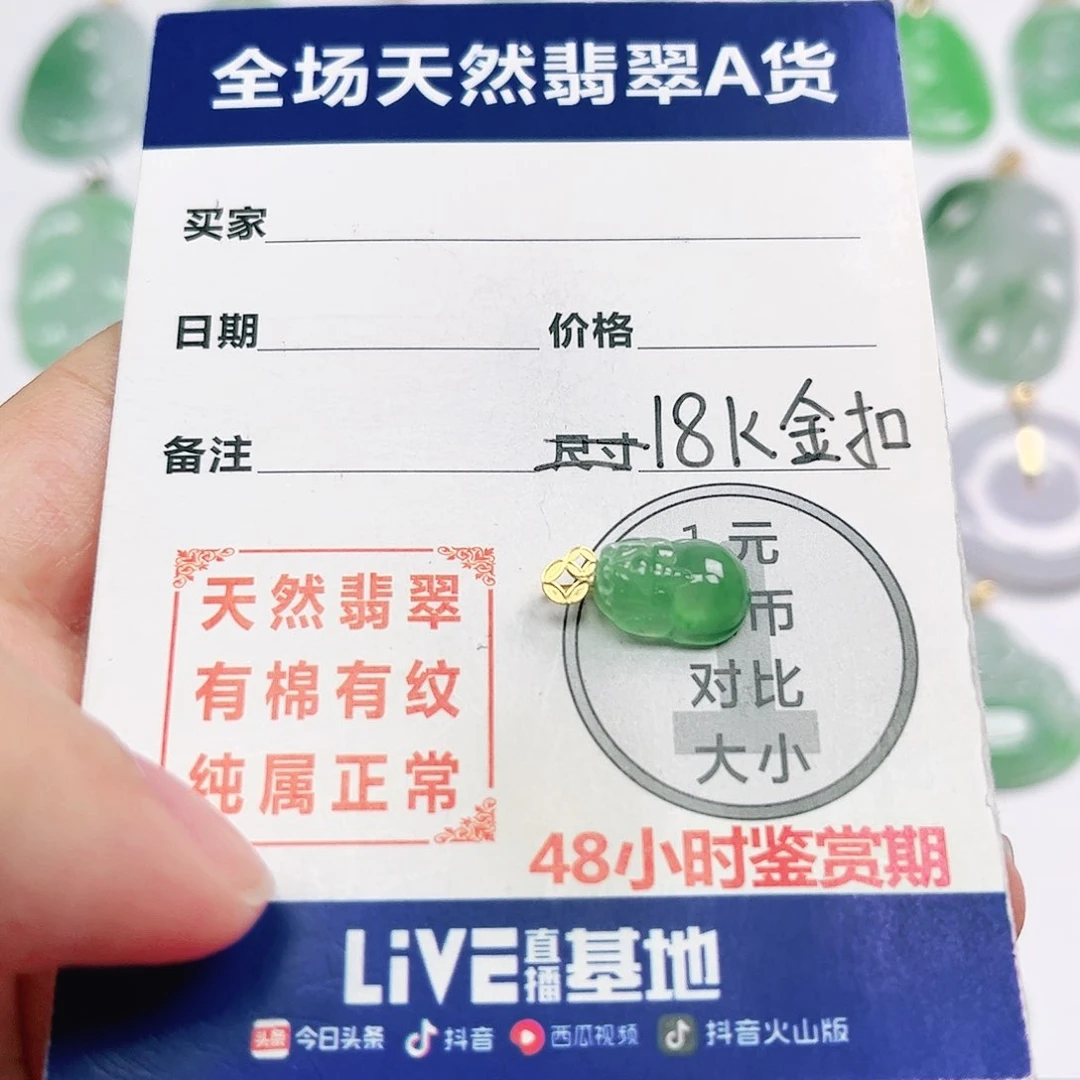 全场天然翡翠A货
买家
日期 价格
备注 尺寸 18K金扣
1元
币
对比
大小
天然翡翠
有棉有纹
纯属正常
48小时鉴赏期
LiVE直播基地
头条 今日头条 抖音 西瓜视频 抖音火山版